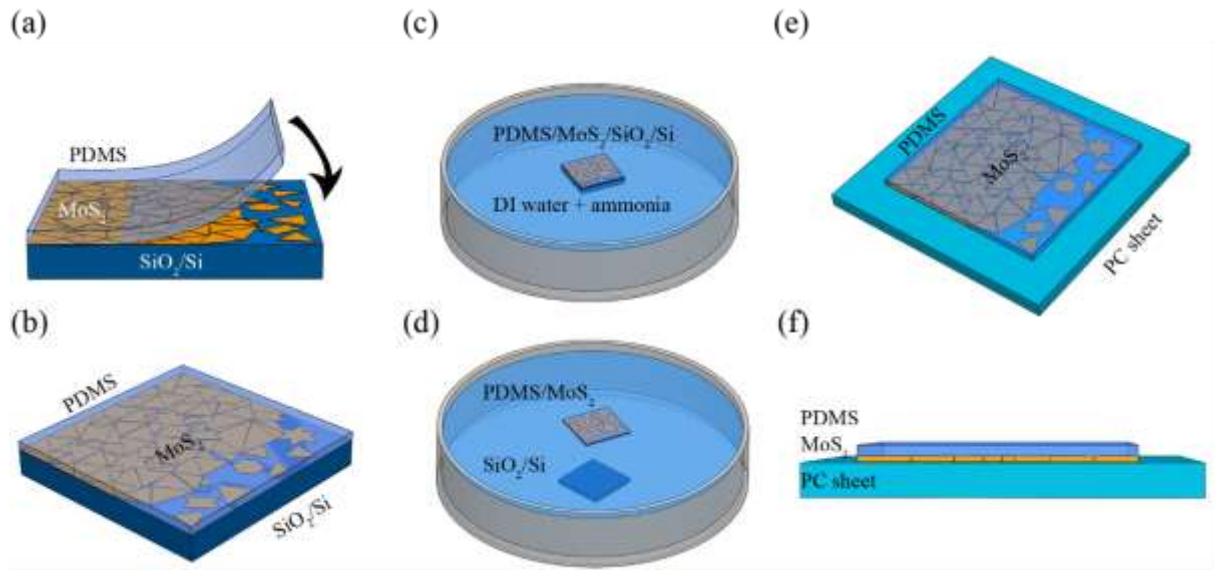 (a)
PDMS
MoS₂
SiO₂/Si
(b)
PDMS
MoS₂
SiO₂/Si
(c)
PDMS/MoS₂/SiO₂/Si
DI water + ammonia
(d)
PDMS/MoS₂
SiO₂/Si
(e)
PDMS
MoS₂
PC sheet
(f)
PDMS
MoS₂
PC sheet